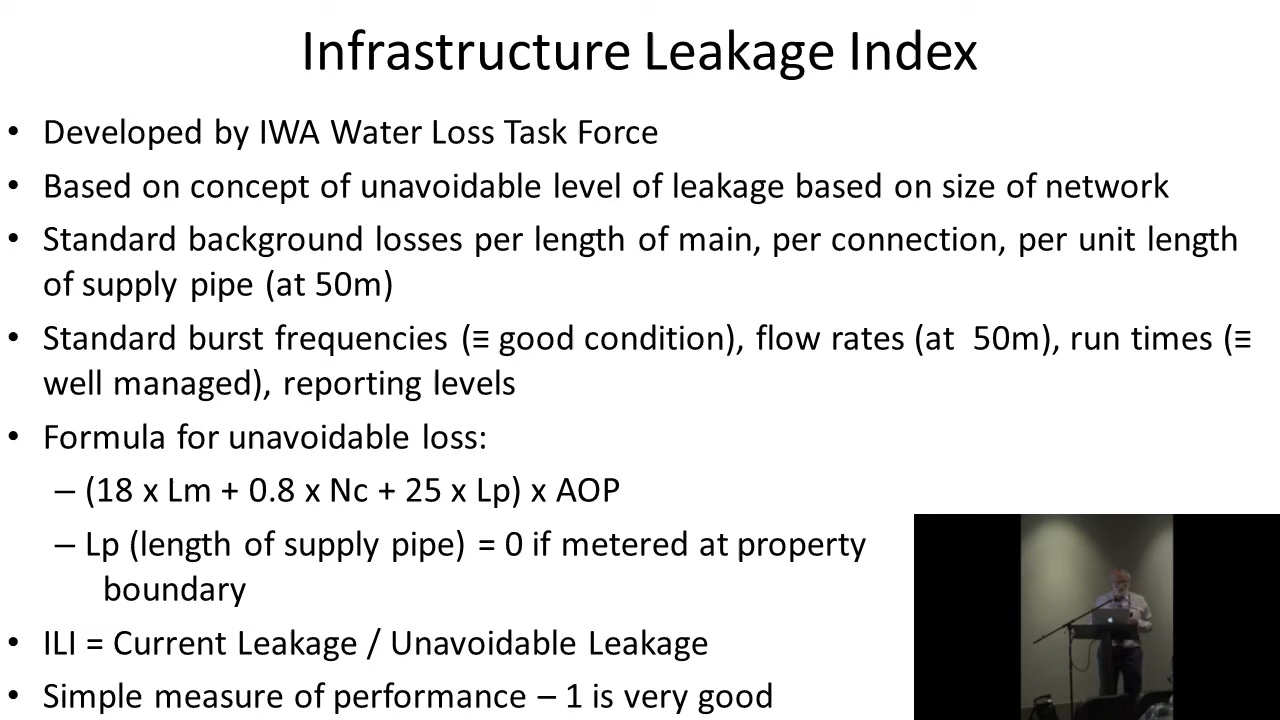 Infrastructure Leakage Index
• Developed by IWA Water Loss Task Force
• Based on concept of unavoidable level of leakage based on size of network
• Standard background losses per length of main, per connection, per unit length
of supply pipe (at 50m)
• Standard burst frequencies (≡ good condition), flow rates (at 50m), run times (≡
well managed), reporting levels
• Formula for unavoidable loss:
– (18 x Lm + 0.8 x Nc + 25 x Lp) x AOP
– Lp (length of supply pipe) = 0 if metered at property
boundary
• ILI = Current Leakage / Unavoidable Leakage
• Simple measure of performance – 1 is very good